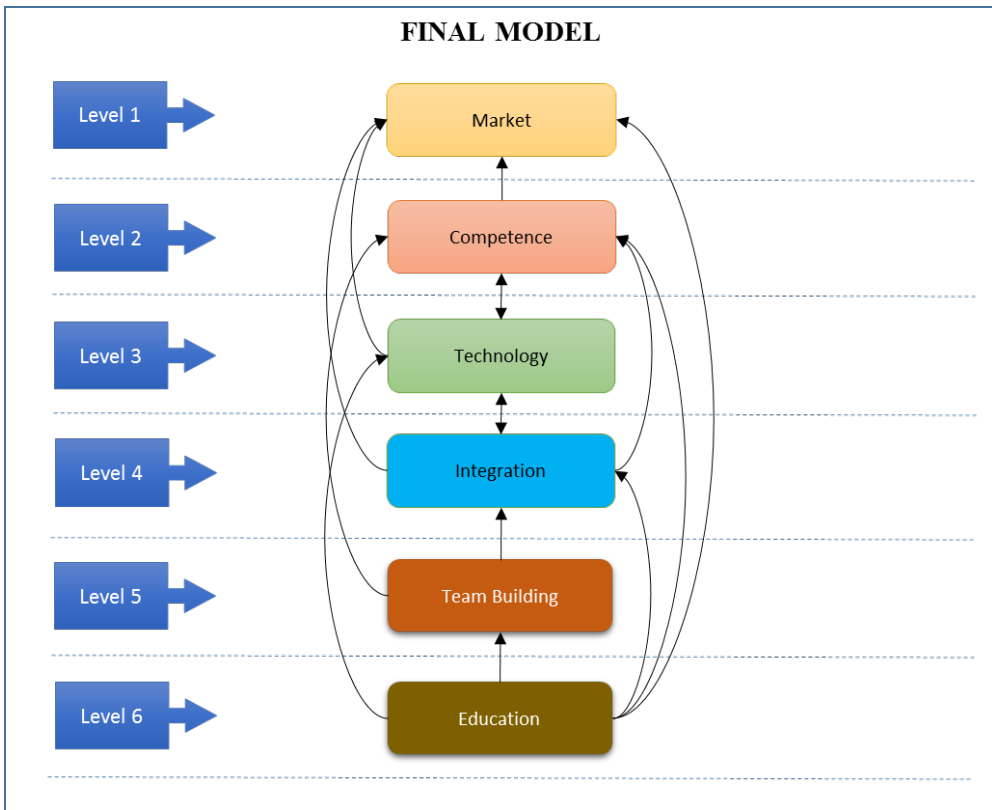 FINAL MODEL
Level 1
Market
Level 2
Competence
Level 3
Technology
Level 4
Integration
Level 5
Team Building
Level 6
Education